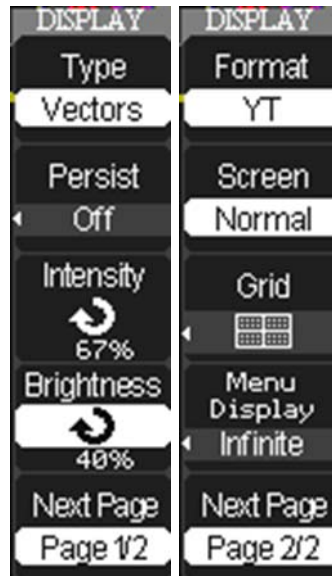 DISPLAY
Type
Vectors
Persist
Off
Intensity
67%
Brightness
40%
Next Page
Page 1/2
DISPLAY
Format
YT
Screen
Normal
Grid
Menu
Display
Infinite
Next Page
Page 2/2